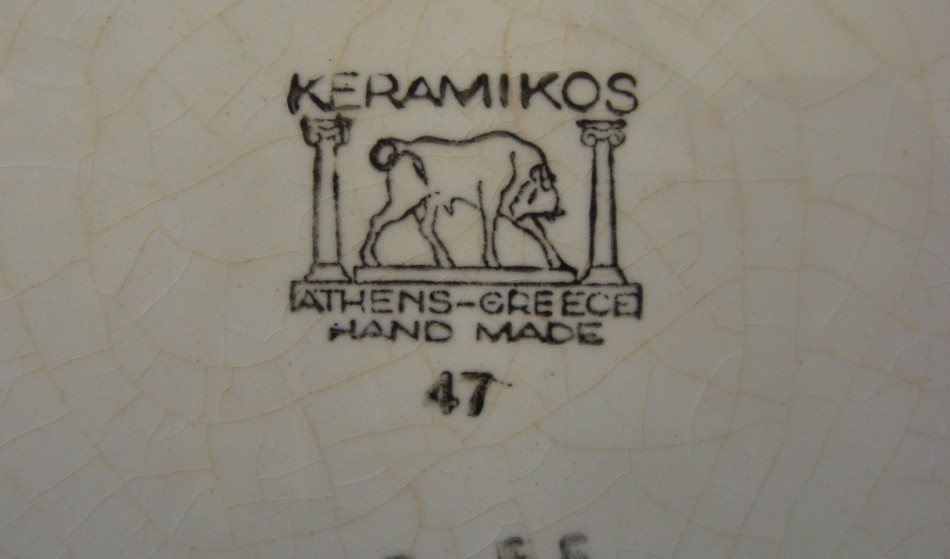 KERAMIKOS
ATHENS-GREECE
HAND MADE
47